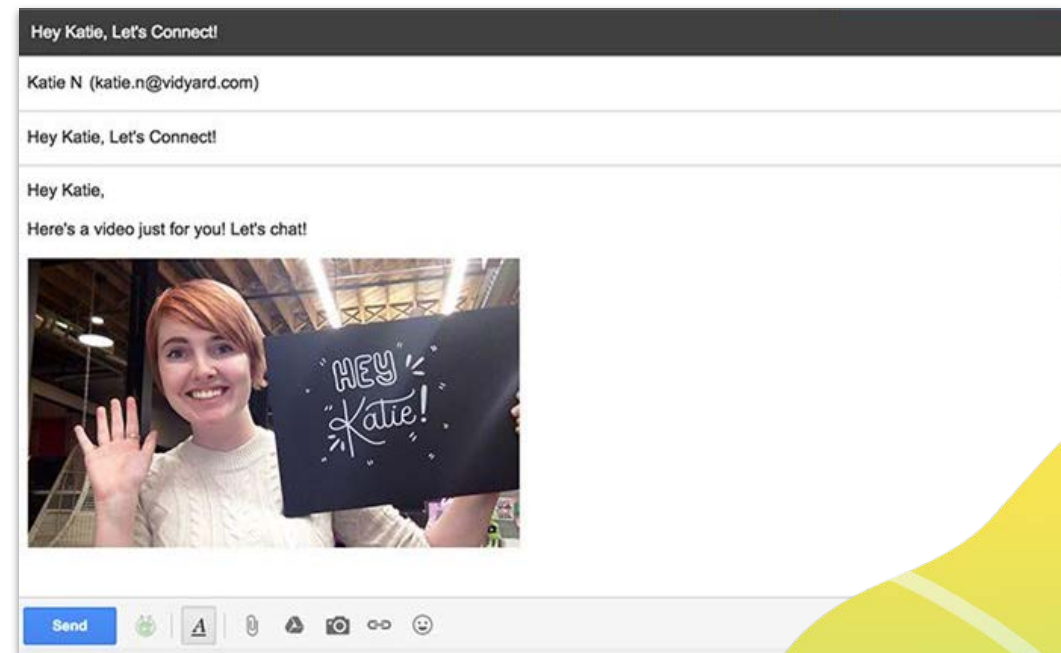 Hey Katie, Let's Connect!
Katie N (katie.n@vidyard.com)
Hey Katie, Let's Connect!
Hey Katie,
Here's a video just for you! Let's chat!
HEY
Katie!
Send
A